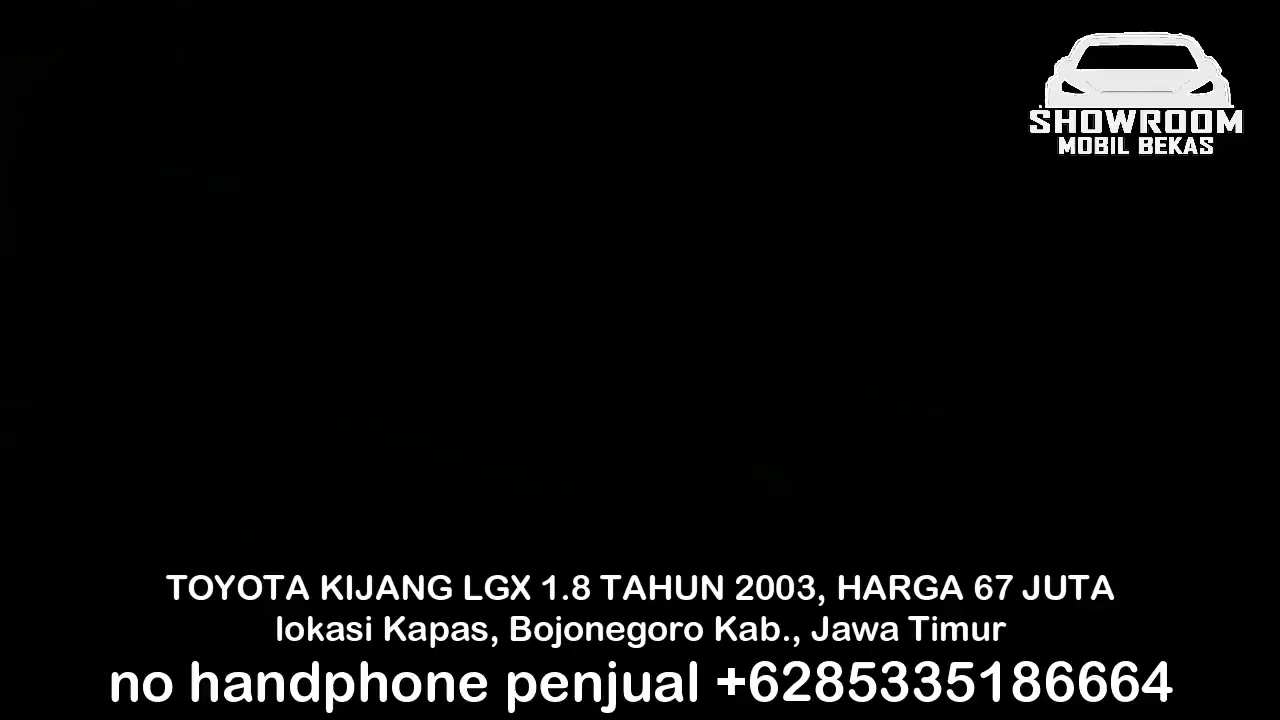 SHOWROOM
MOBIL BEKAS
TOYOTA KIJANG LGX 1.8 TAHUN 2003, HARGA 67 JUTA
lokasi Kapas, Bojonegoro Kab., Jawa Timur
no handphone penjual +6285335186664